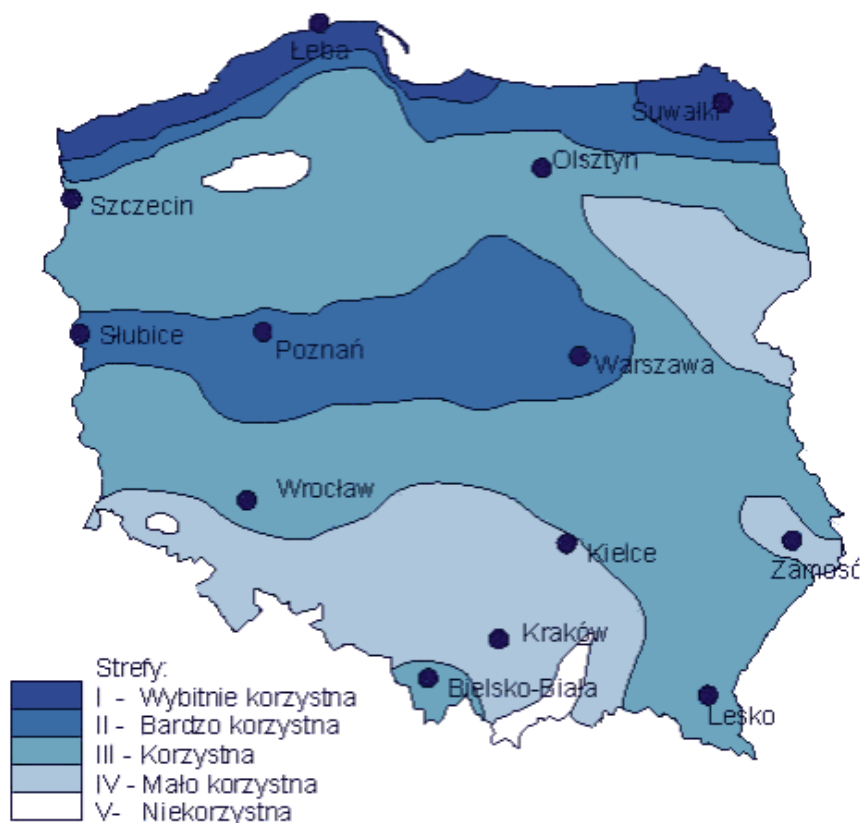 Łeba
Suwałki
Olsztyn
Szczecin
Słubice
Poznań
Warszawa
Wrocław
Kielce
Zamość
Kraków
Bielsko-Biała
Lesko
Strefy:
I - Wybitnie korzystna
II - Bardzo korzystna
III - Korzystna
IV - Mało korzystna
V- Niekorzystna